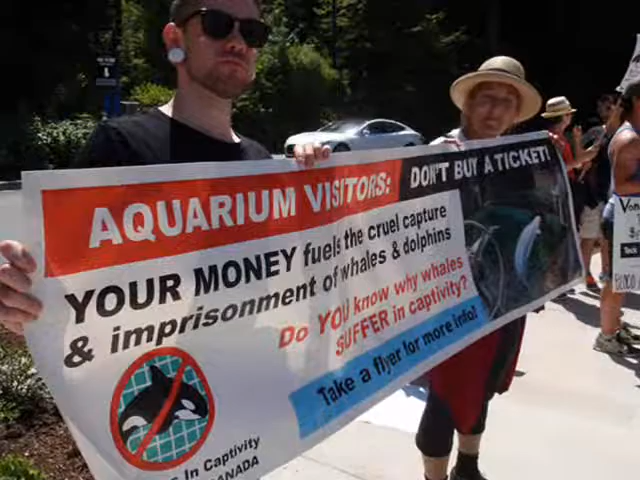 AQUARIUM VISITORS: DON'T BUY A TICKET!
YOUR MONEY fuels the cruel capture
& imprisonment of whales & dolphins
Do YOU know why whales
SUFFER in captivity?
Take a flyer for more info!
In Captivity
CANADA
Van